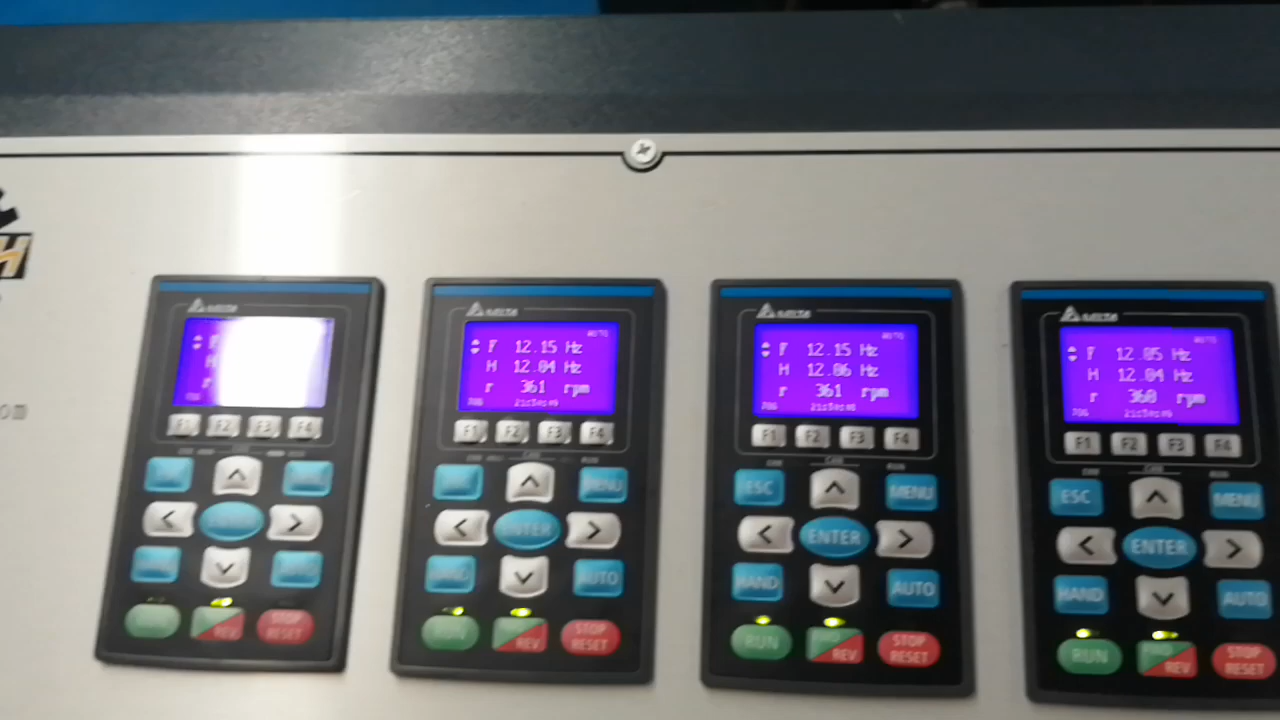 H
om
DELTA
F
H
r
F1 F2 F3 F4
ENTER
STOP
RESET
DELTA
AUTO
F 12.15 Hz
H 12.04 Hz
r 361 rpm
F1 F2 F3 F4
MENU
ENTER
HAND AUTO
RUN REV STOP
RESET
DELTA
AUTO
F 12.15 Hz
H 12.06 Hz
r 361 rpm
F1 F2 F3 F4
ESC MENU
ENTER
HAND AUTO
RUN REV STOP
RESET
DELTA
AUTO
F 12.05 Hz
H 12.04 Hz
r 360 rpm
F1 F2 F3 F4
ESC MENU
ENTER
HAND AUTO
RUN REV STOP
RESET